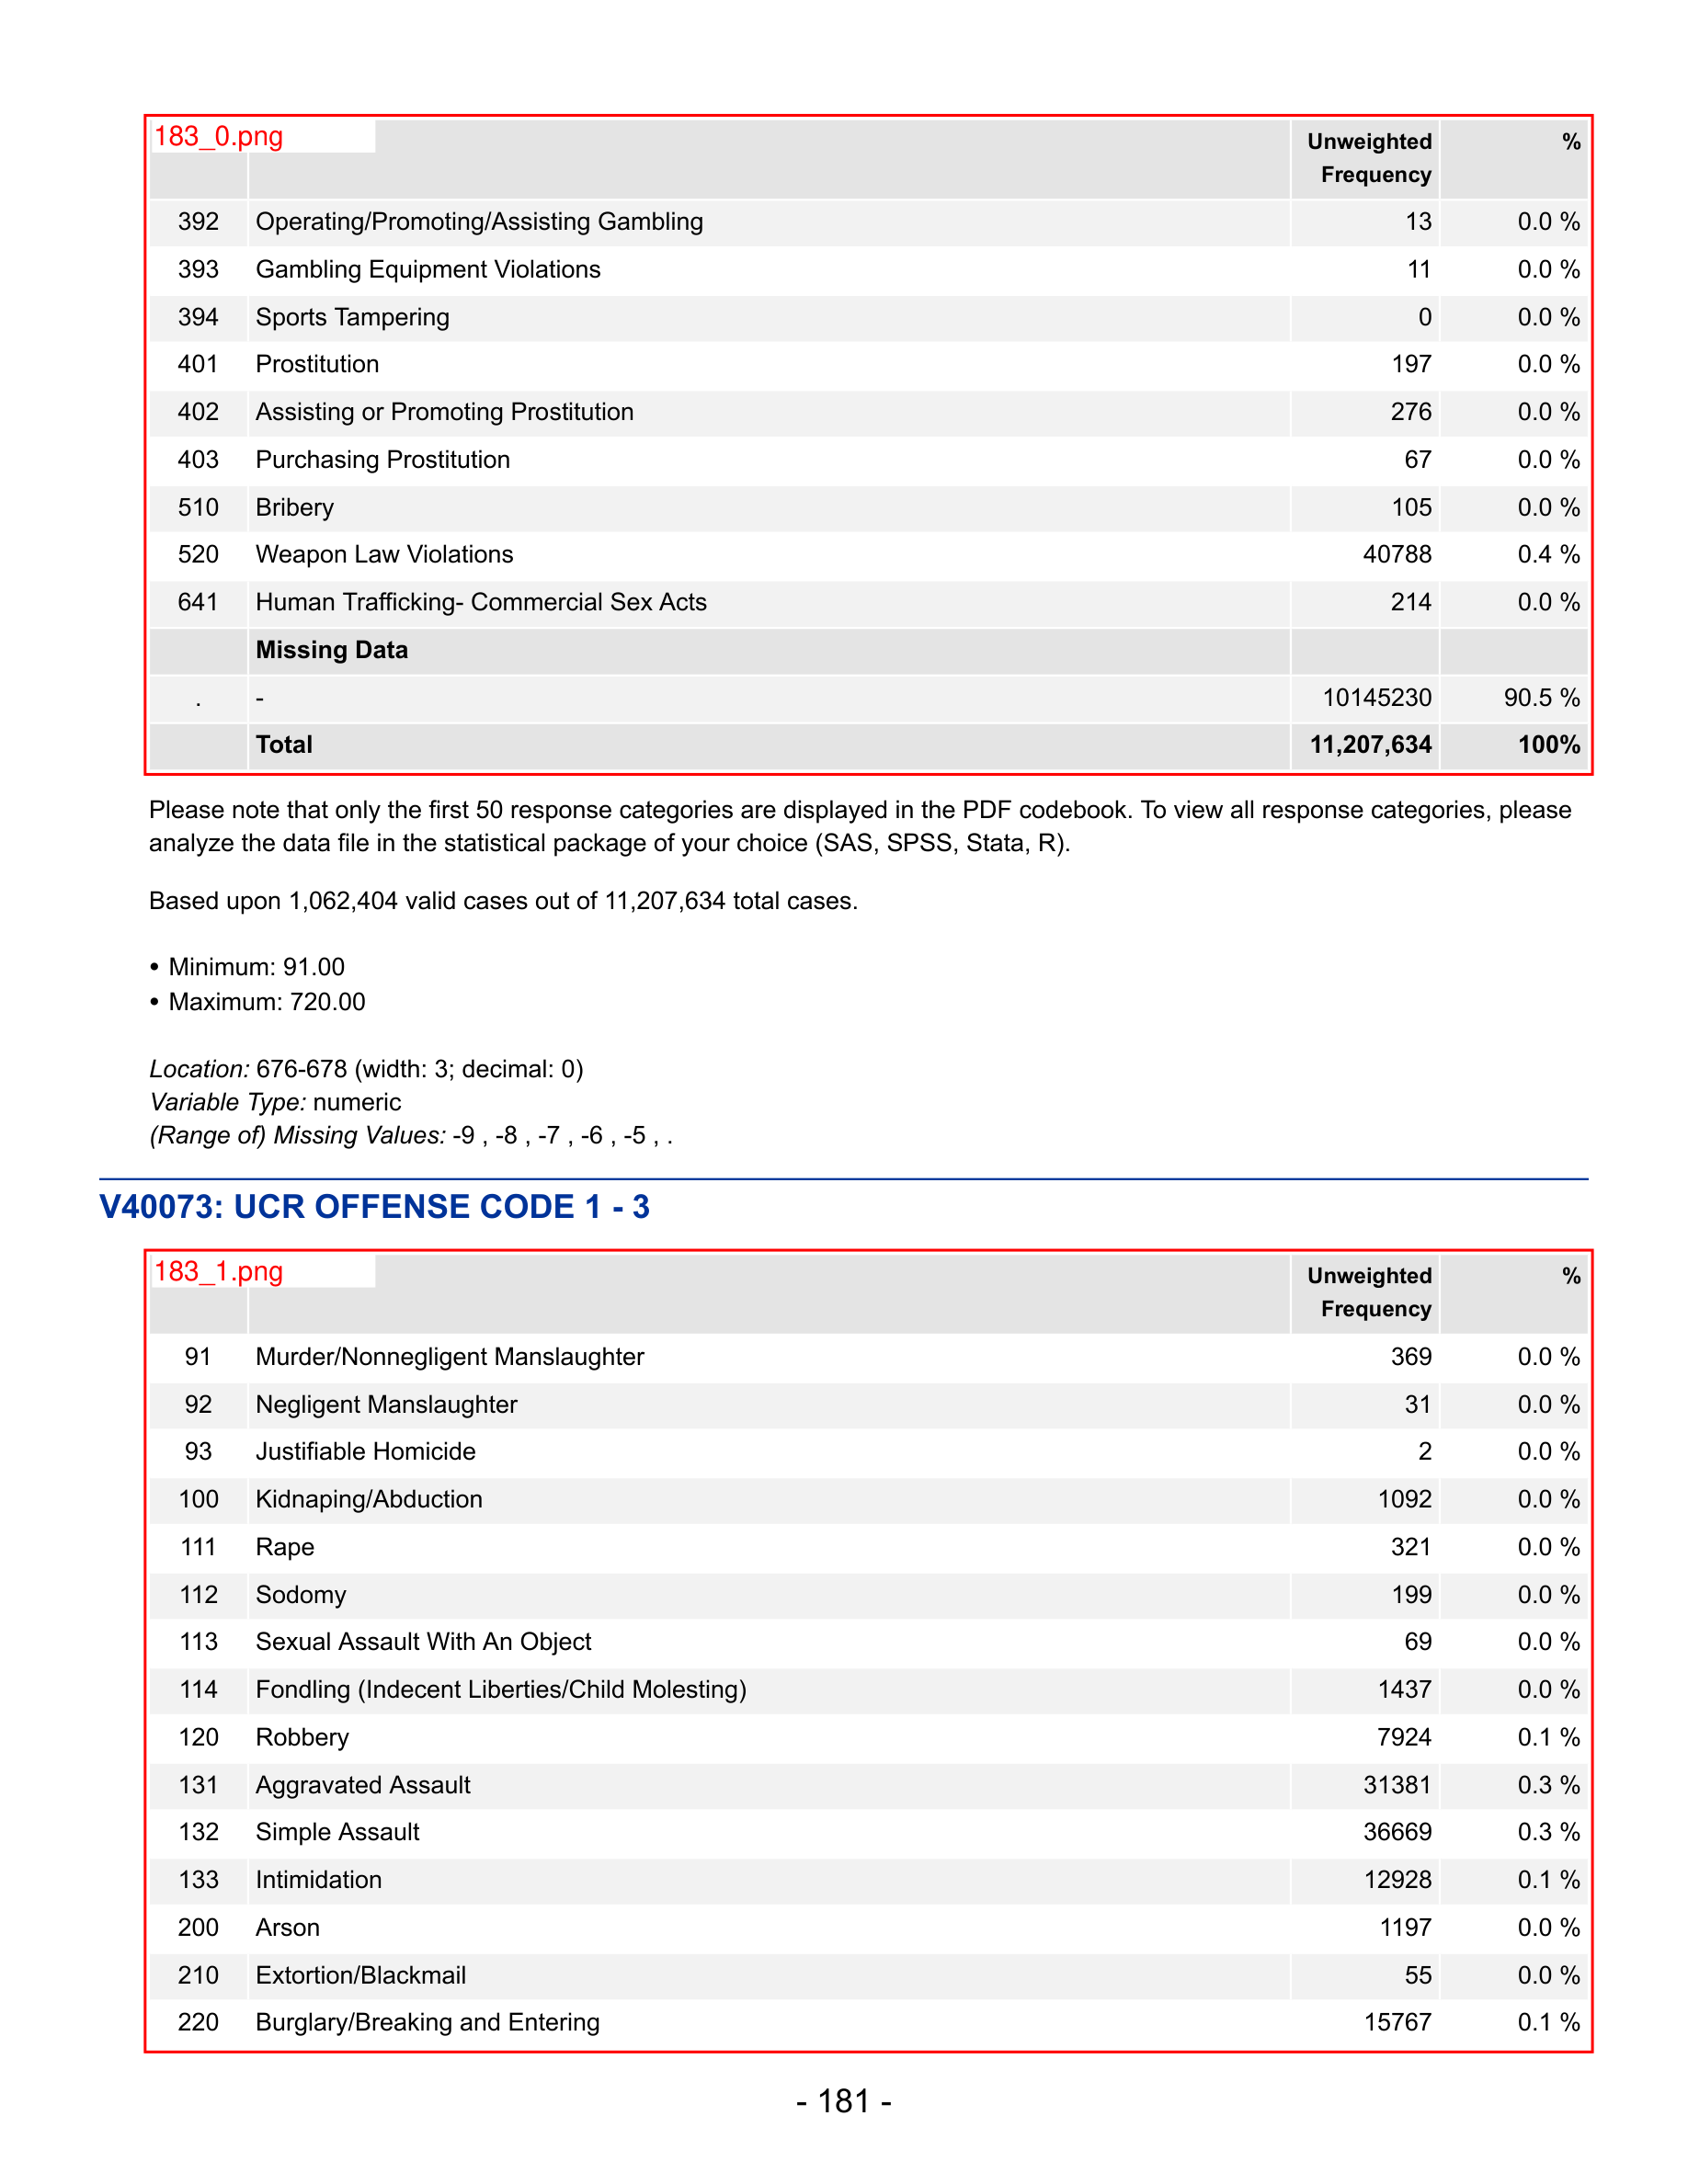 183_0.png
Unweighted Frequency %
392 Operating/Promoting/Assisting Gambling 13 0.0 %
393 Gambling Equipment Violations 11 0.0 %
394 Sports Tampering 0 0.0 %
401 Prostitution 197 0.0 %
402 Assisting or Promoting Prostitution 276 0.0 %
403 Purchasing Prostitution 67 0.0 %
510 Bribery 105 0.0 %
520 Weapon Law Violations 40788 0.4 %
641 Human Trafficking- Commercial Sex Acts 214 0.0 %
Missing Data
. - 10145230 90.5 %
Total 11,207,634 100%
Please note that only the first 50 response categories are displayed in the PDF codebook. To view all response categories, please
analyze the data file in the statistical package of your choice (SAS, SPSS, Stata, R).
Based upon 1,062,404 valid cases out of 11,207,634 total cases.
• Minimum: 91.00
• Maximum: 720.00
Location: 676-678 (width: 3; decimal: 0)
Variable Type: numeric
(Range of) Missing Values: -9 , -8 , -7 , -6 , -5 , .
V40073: UCR OFFENSE CODE 1 - 3
183_1.png
Unweighted Frequency %
91 Murder/Nonnegligent Manslaughter 369 0.0 %
92 Negligent Manslaughter 31 0.0 %
93 Justifiable Homicide 2 0.0 %
100 Kidnaping/Abduction 1092 0.0 %
111 Rape 321 0.0 %
112 Sodomy 199 0.0 %
113 Sexual Assault With An Object 69 0.0 %
114 Fondling (Indecent Liberties/Child Molesting) 1437 0.0 %
120 Robbery 7924 0.1 %
131 Aggravated Assault 31381 0.3 %
132 Simple Assault 36669 0.3 %
133 Intimidation 12928 0.1 %
200 Arson 1197 0.0 %
210 Extortion/Blackmail 55 0.0 %
220 Burglary/Breaking and Entering 15767 0.1 %
- 181 -